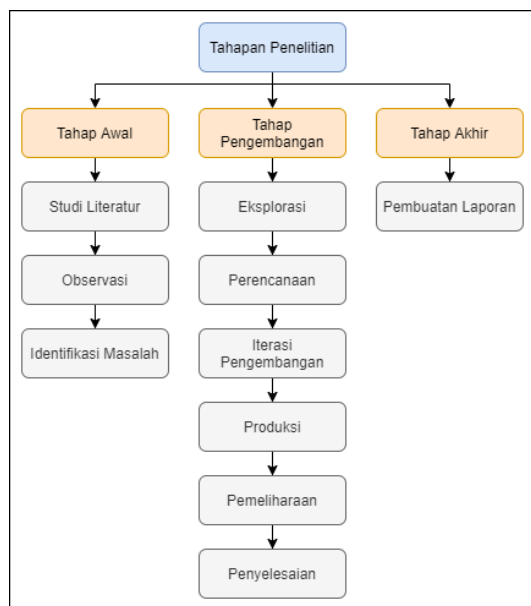 Tahapan Penelitian
Tahap Awal
Tahap
Pengembangan
Tahap Akhir
Studi Literatur
Eksplorasi
Pembuatan Laporan
Observasi
Perencanaan
Identifikasi Masalah
Iterasi
Pengembangan
Produksi
Pemeliharaan
Penyelesaian